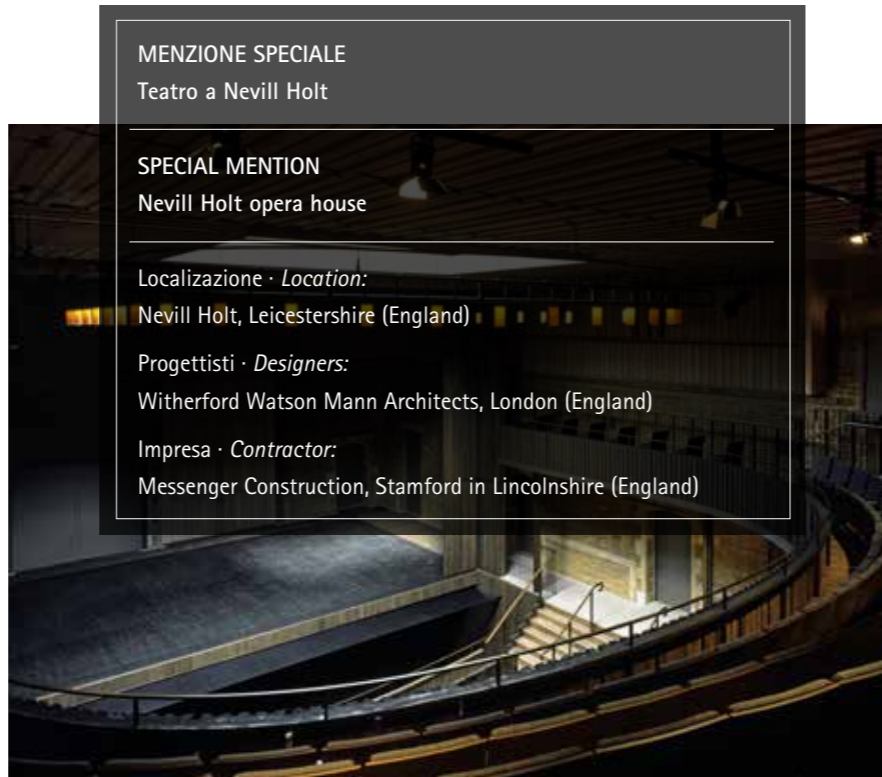 MENZIONE SPECIALE
Teatro a Nevill Holt
SPECIAL MENTION
Nevill Holt opera house
Localizzazione · Location:
Nevill Holt, Leicestershire (England)
Progettisti · Designers:
Witherford Watson Mann Architects, London (England)
Impresa · Contractor:
Messenger Construction, Stamford in Lincolnshire (England)